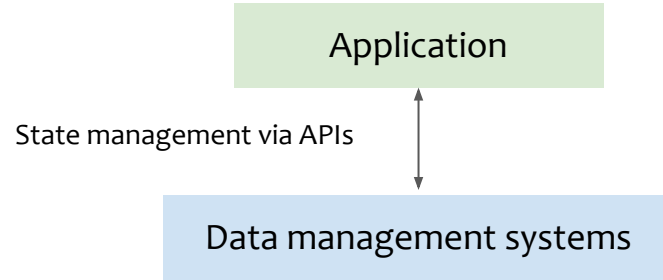 Application
State management via APIs
Data management systems